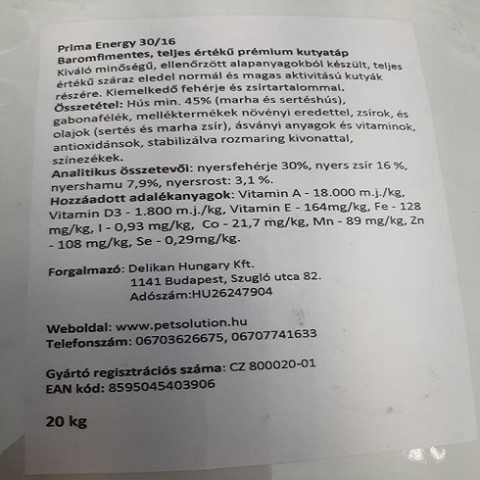 Prima Energy 30/16
Baromfimentes, teljes értékű prémium kutyatáp
Kiváló minőségű, ellenőrzött alapanyagokból készült, teljes
értékű száraz eledel normál és magas aktivitású kutyák
részére. Kiemelkedő fehérje és zsírtartalommal.
Összetétel: Hús min. 45% (marha és sertéshús),
gabonafélék, melléktermékek növényi eredettel, zsírok, és
olajok (sertés és marha zsír), ásványi anyagok és vitaminok,
antioxidánsok, stabilizálva rozmaring kivonattal,
színezékek.
Analitikus összetevői: nyersfehérje 30%, nyers zsír 16 %,
nyershamu 7,9%, nyersrost: 3,1 %.
Hozzáadott adalékanyagok: Vitamin A - 18.000 m.j./kg,
Vitamin D3 - 1.800 m.j./kg, Vitamin E - 164mg/kg, Fe - 128
mg/kg, I - 0,93 mg/kg, Co - 21,7 mg/kg, Mn - 89 mg/kg, Zn
- 108 mg/kg, Se - 0,29mg/kg.
Forgalmazó: Delikan Hungary Kft.
1141 Budapest, Szugló utca 82.
Adószám:HU26247904
Weboldal: www.petsolution.hu
Telefonszám: 06703626675, 06707741633
Gyártó regisztrációs száma: CZ 800020-01
EAN kód: 8595045403906
20 kg